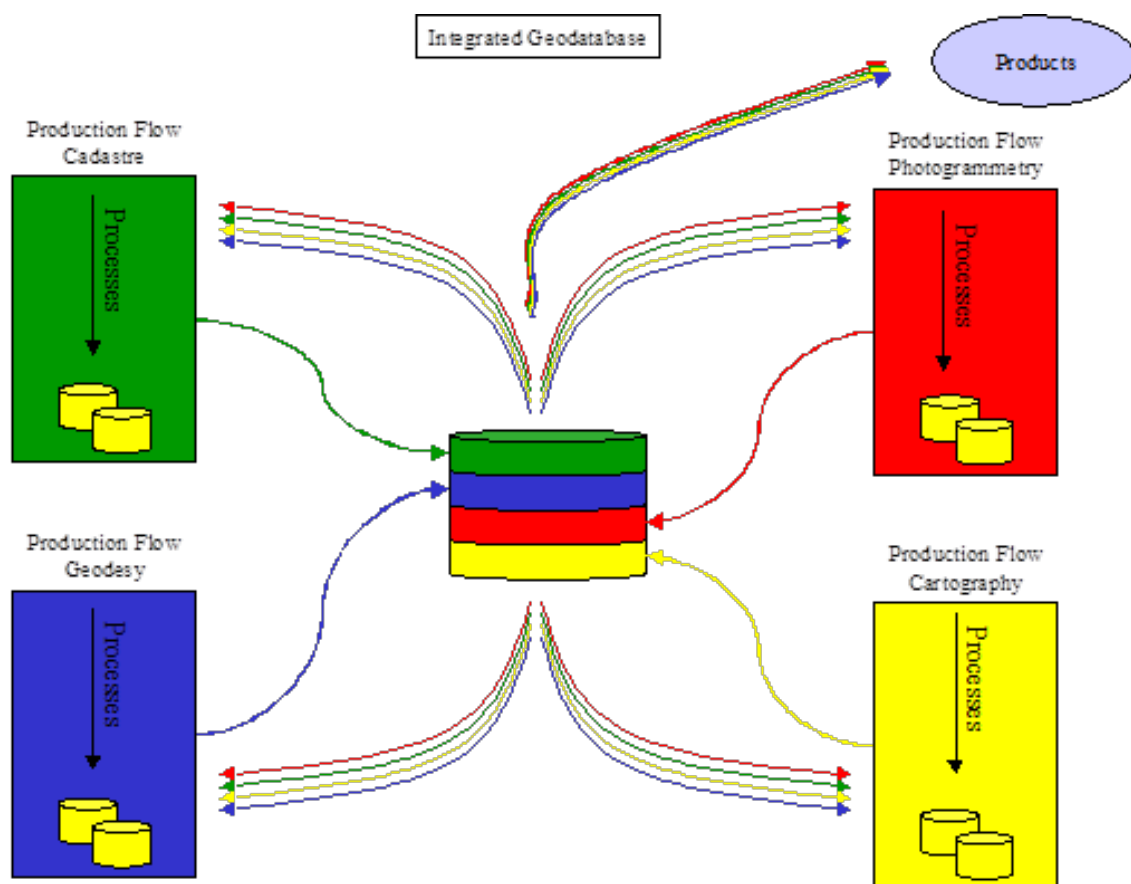 Integrated Geodatabase
Products
Production Flow
Cadastre
Production Flow
Photogrammetry
Processes
Processes
Production Flow
Geodesy
Production Flow
Cartography
Processes
Processes